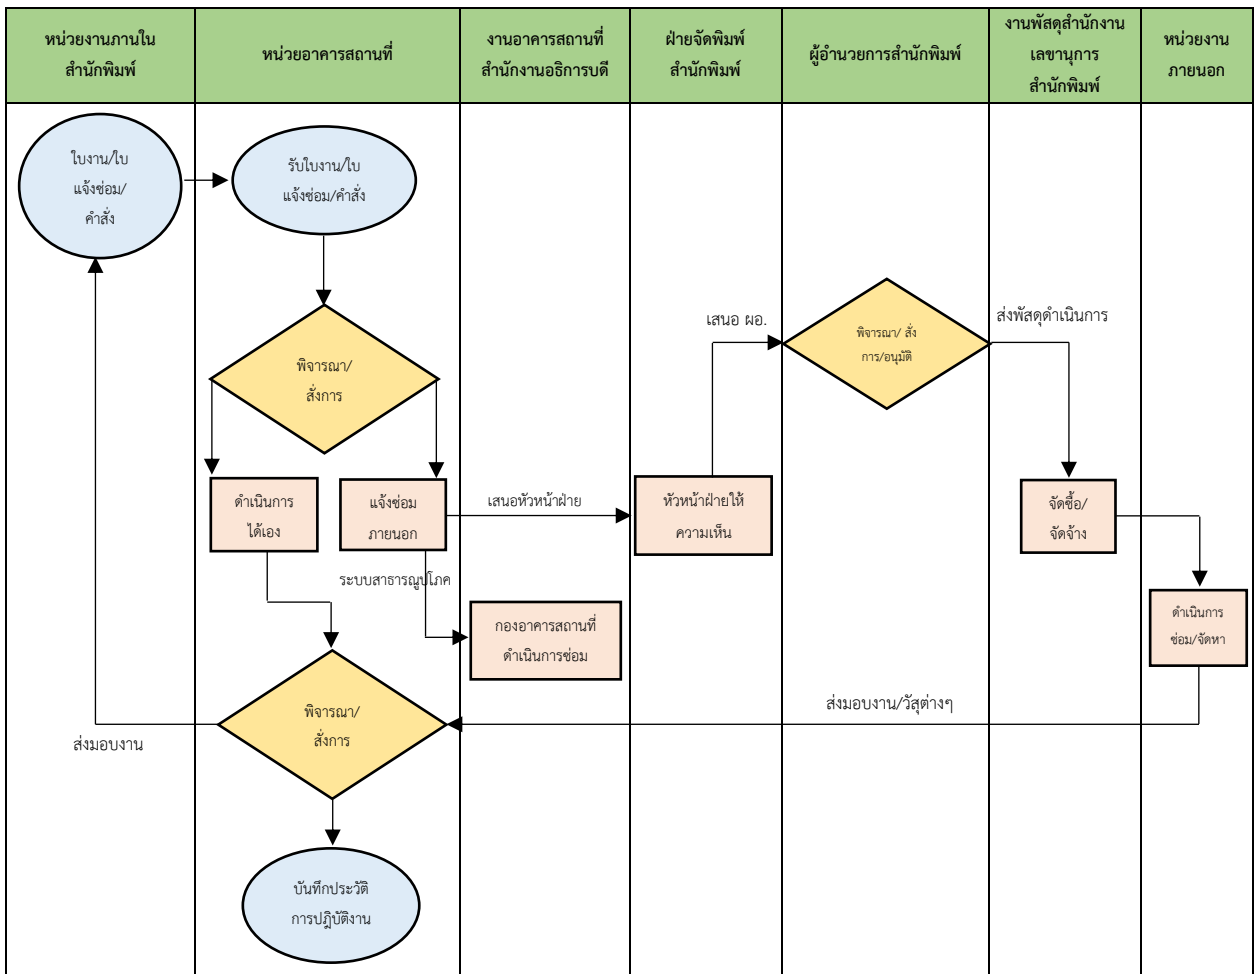 หน่วยงานภานใน
สำนักพิมพ์
หน่วยอาคารสถานที่
งานอาคารสถานที่
สำนักงานอธิการบดี
ฝ่ายจัดพิมพ์
สำนักพิมพ์
ผู้อำนวยการสำนักพิมพ์
งานพัสดุสำนักงาน
เลขานุการ
สำนักพิมพ์
หน่วยงาน
ภายนอก
ใบงาน/ใบ
แจ้งซ่อม/
คำสั่ง
รับใบงาน/ใบ
แจ้งซ่อม/คำสั่ง
พิจารณา/
สั่งการ
เสนอ ผอ.
พิจารณา/ สั่ง
การ/อนุมัติ
ส่งพัสดุดำเนินการ
ดำเนินการ
ได้เอง
แจ้งซ่อม
ภายนอก
เสนอหัวหน้าฝ่าย
หัวหน้าฝ่ายให้
ความเห็น
จัดซื้อ/
จัดจ้าง
ระบบสาธารณูปโภค
กองอาคารสถานที่
ดำเนินการซ่อม
ดำเนินการ
ซ่อม/จัดหา
พิจารณา/
สั่งการ
ส่งมอบงาน/วัสุต่างๆ
ส่งมอบงาน
บันทึกประวัติ
การปฎิบัติงาน